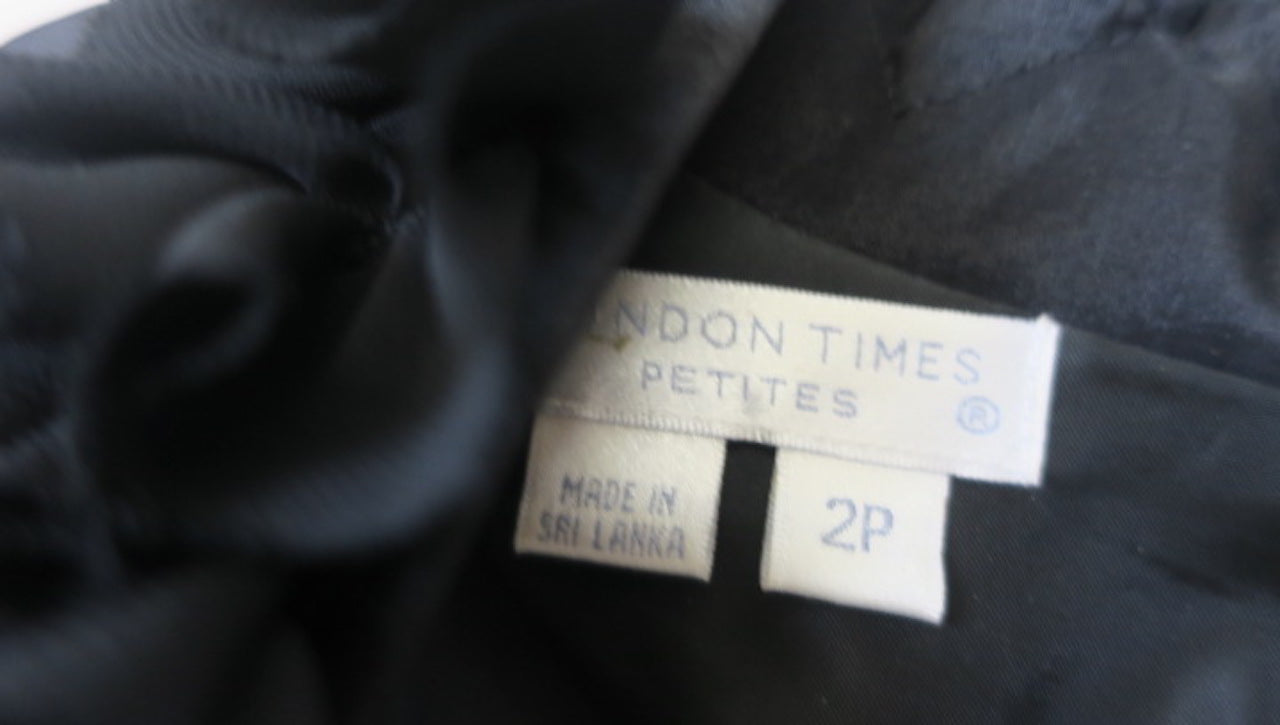 NDON TIMES
PETITES
®
MADE IN
SRI LANKA
2P